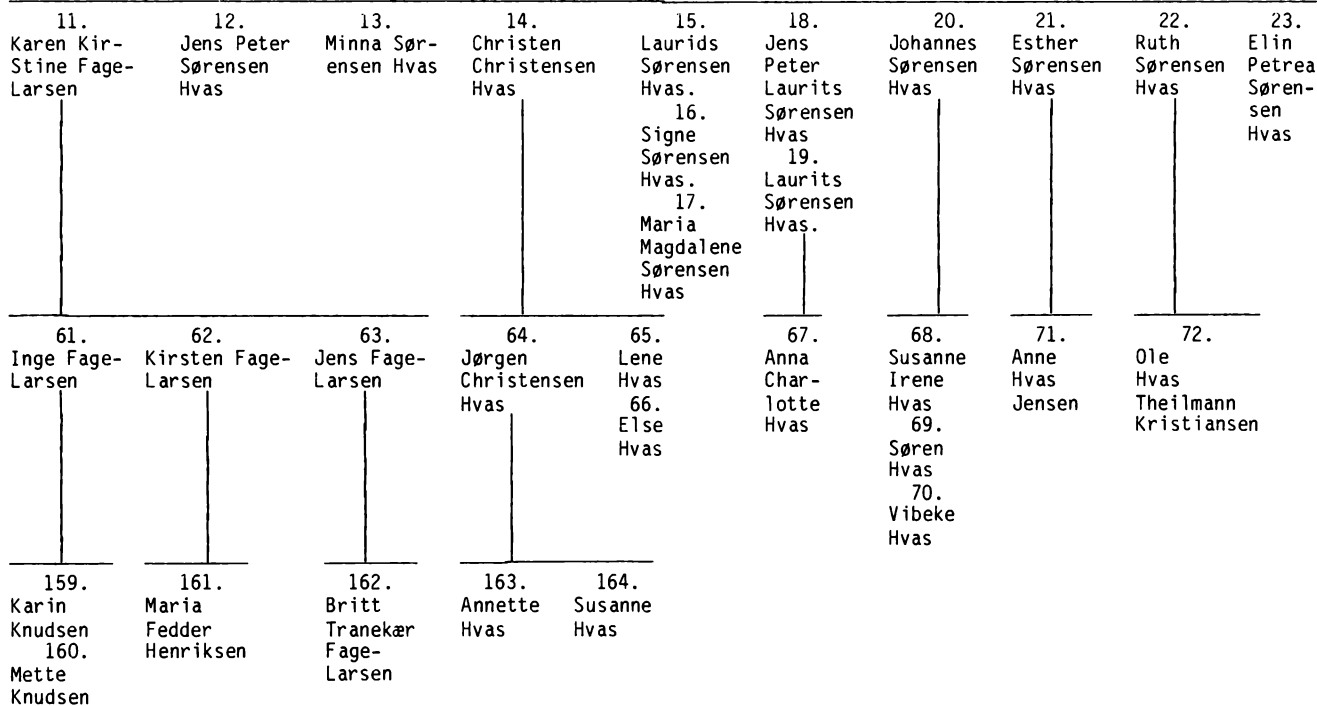 11.
Karen Kir-
Stine Fage-
Larsen
12.
Jens Peter
Sørensen
Hvas
13.
Minna Sør-
ensen Hvas
14.
Christen
Christensen
Hvas
15.
Laurids
Sørensen
Hvas.
16.
Signe
Sørensen
Hvas.
17.
Maria
Magdalene
Sørensen
Hvas
18.
Jens
Peter
Laurits
Sørensen
Hvas
19.
Laurits
Sørensen
Hvas.
20.
Johannes
Sørensen
Hvas
21.
Esther
Sørensen
Hvas
22.
Ruth
Sørensen
Hvas
23.
Elin
Petrea
Søren-
sen
Hvas
61.
Inge Fage-
Larsen
62.
Kirsten Fage-
Larsen
63.
Jens Fage-
Larsen
64.
Jørgen
Christensen
Hvas
65.
Lene
Hvas
66.
Else
Hvas
67.
Anna
Char-
lotte
Hvas
68.
Susanne
Irene
Hvas
69.
Søren
Hvas
70.
Vibeke
Hvas
71.
Anne
Hvas
Jensen
72.
Ole
Hvas
Theilmann
Kristiansen
159.
Karin
Knudsen
160.
Mette
Knudsen
161.
Maria
Fedder
Henriksen
162.
Britt
Tranekær
Fage-
Larsen
163.
Annette
Hvas
164.
Susanne
Hvas